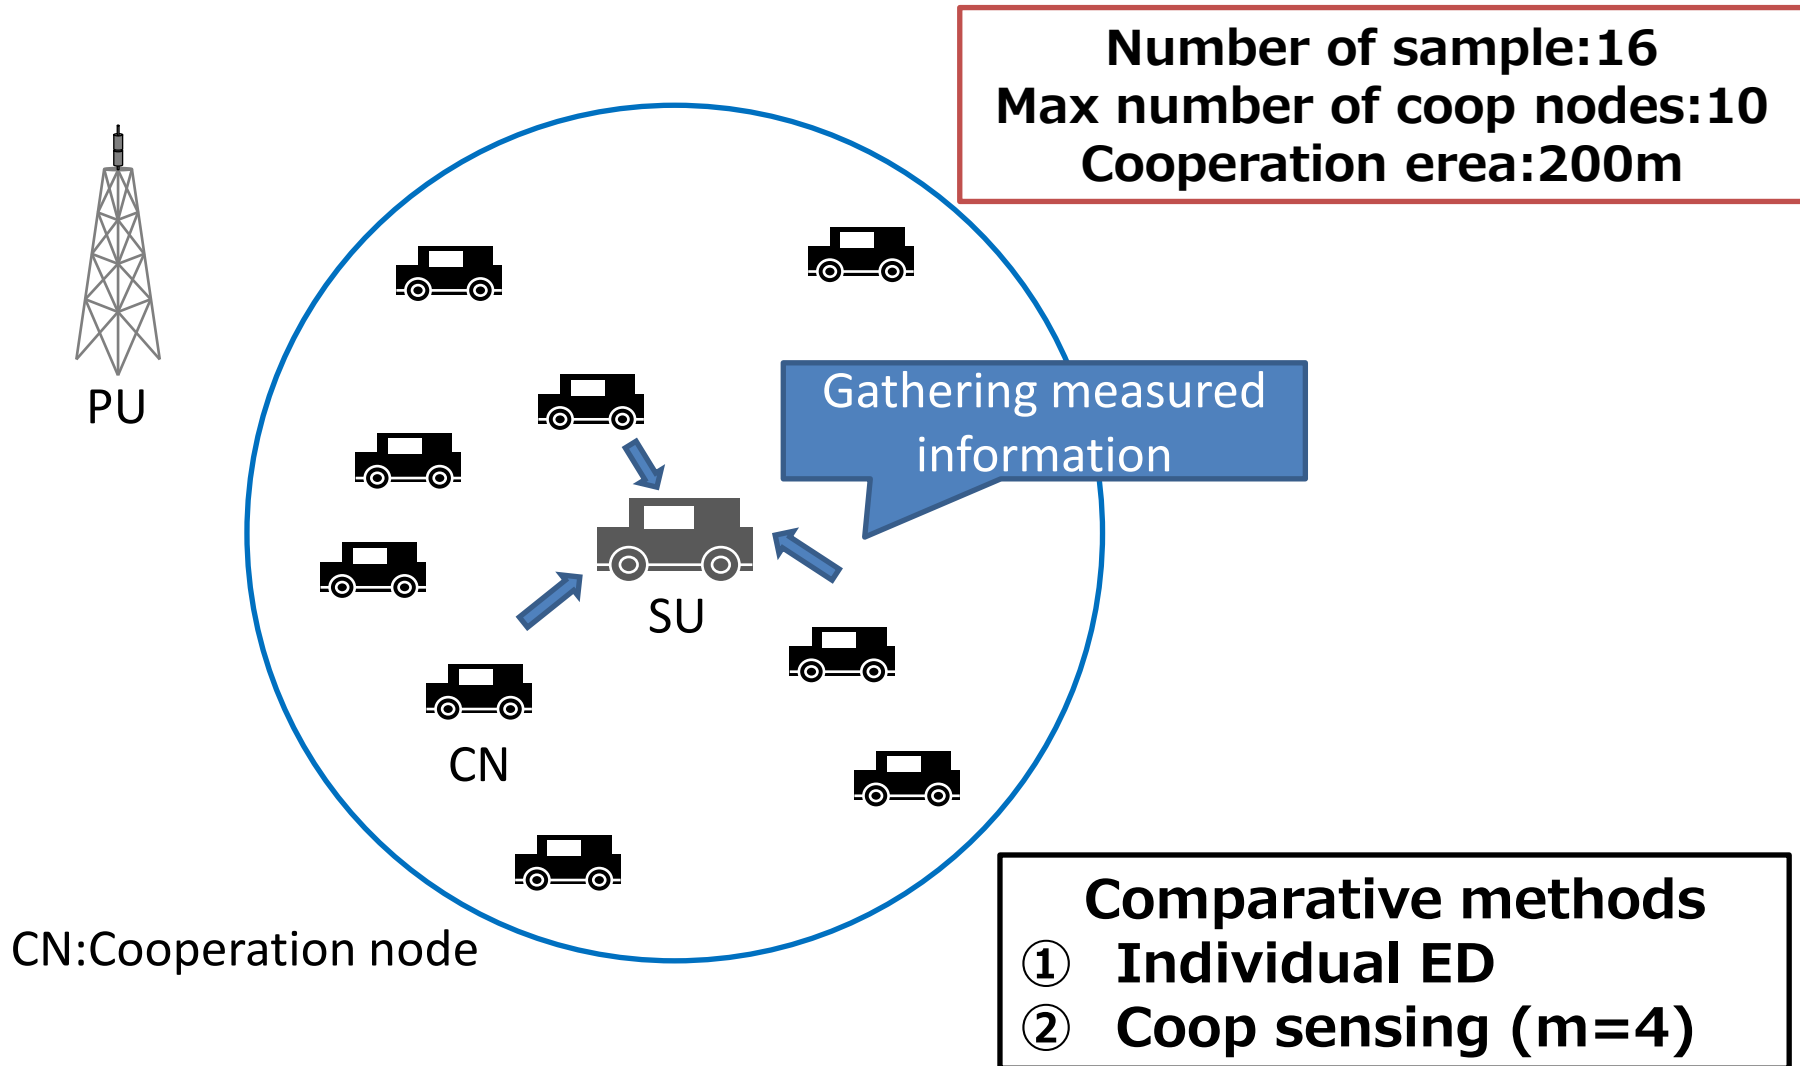 Number of sample:16
Max number of coop nodes:10
Cooperation erea:200m
PU
Gathering measured
information
SU
CN
CN:Cooperation node
Comparative methods
① Individual ED
② Coop sensing (m=4)